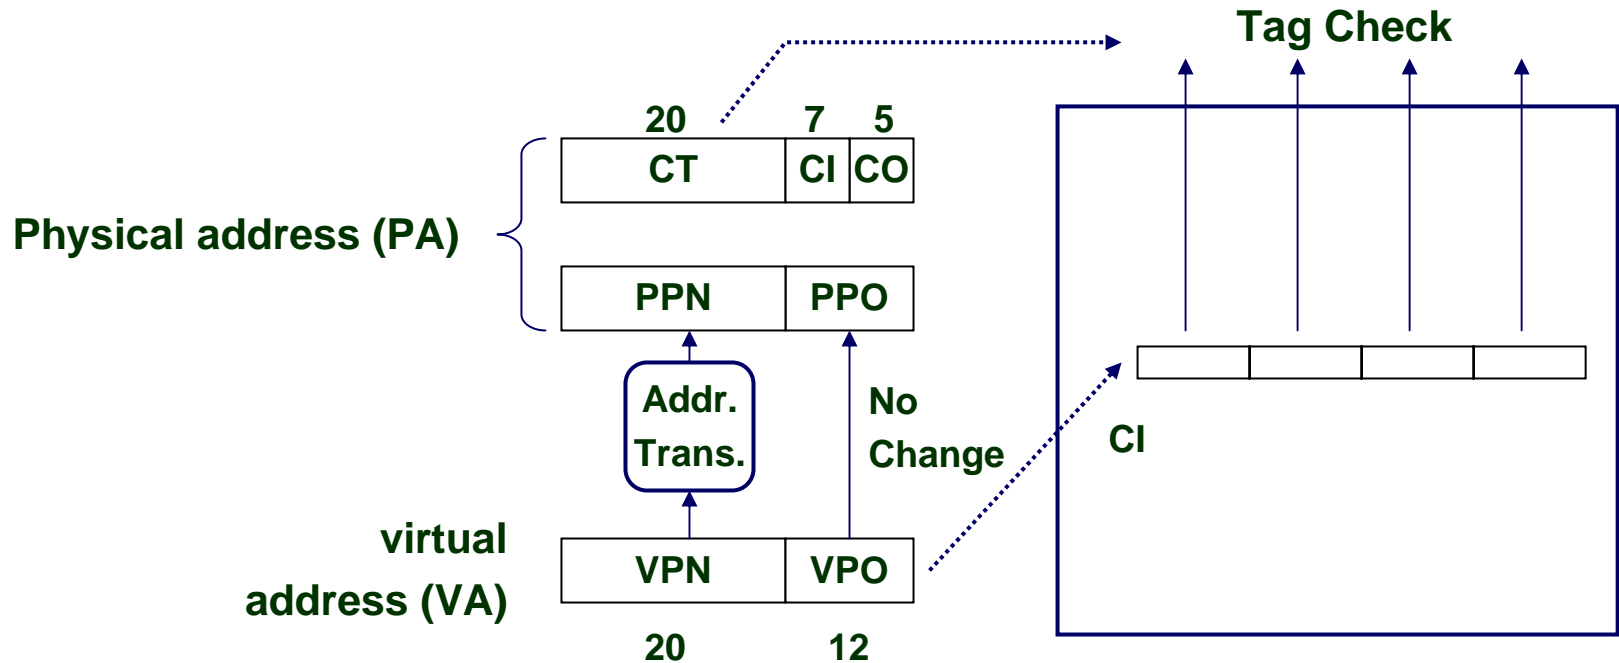 Tag Check
20 7 5
CT CI CO
Physical address (PA)
PPN PPO
Addr.
Trans.
No
Change
CI
virtual
address (VA)
VPN VPO
20 12